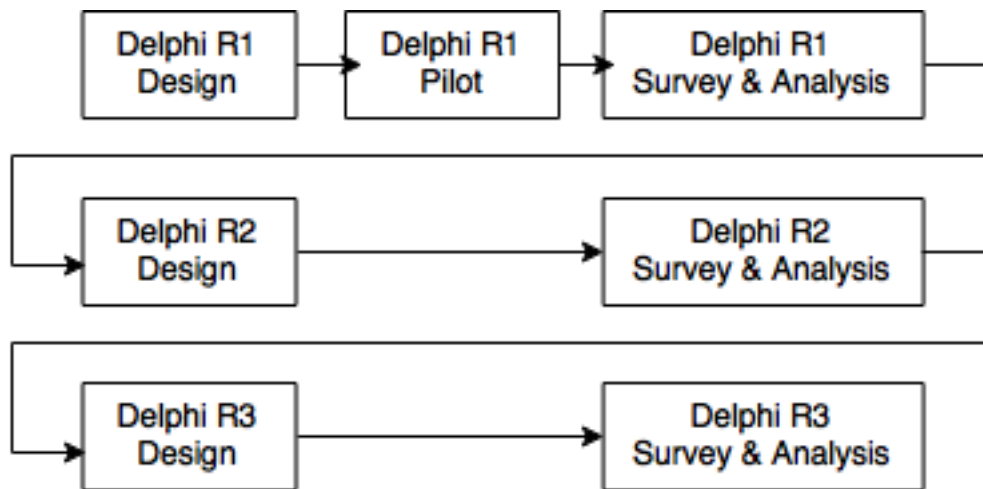 Delphi R1
Design
Delphi R1
Pilot
Delphi R1
Survey & Analysis
Delphi R2
Design
Delphi R2
Survey & Analysis
Delphi R3
Design
Delphi R3
Survey & Analysis